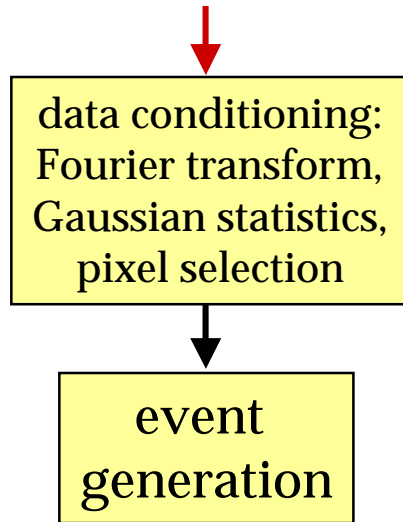 data conditioning:
Fourier transform,
Gaussian statistics,
pixel selection
event
generation